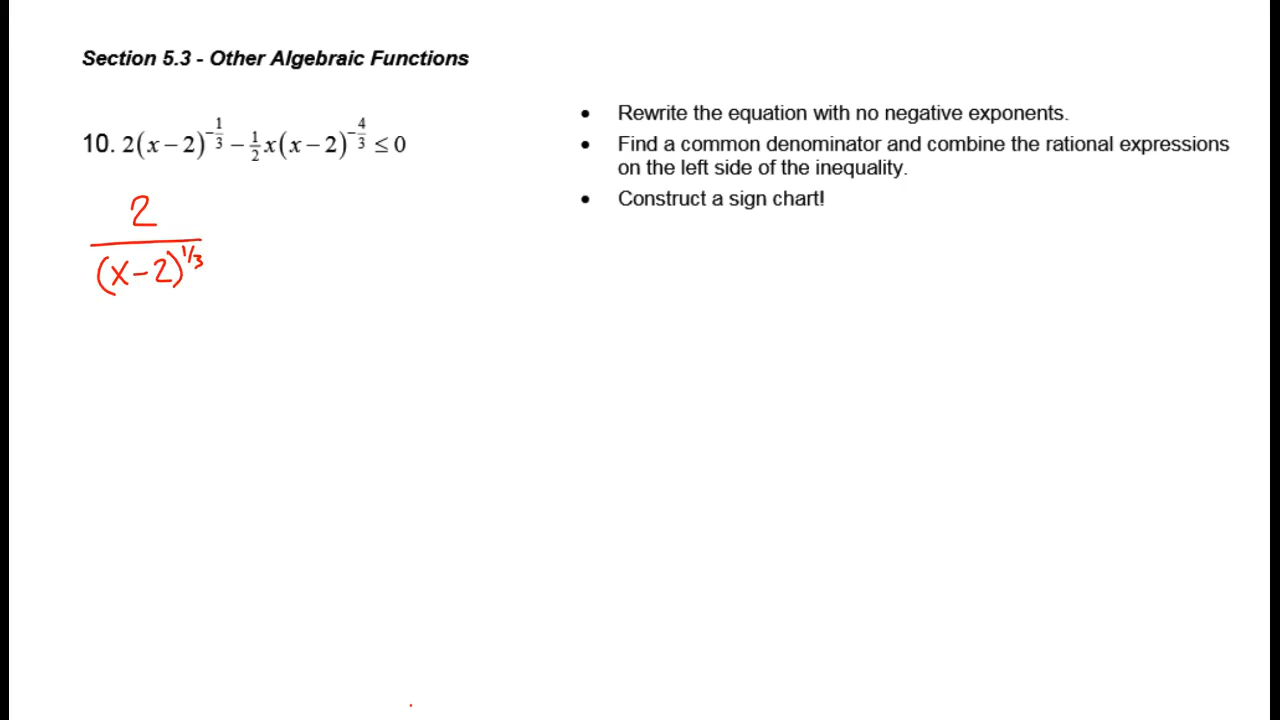 Section 5.3 - Other Algebraic Functions
10. 2(x − 2)^(−1/3) − 1/2 x(x − 2)^(−4/3) ≤ 0
• Rewrite the equation with no negative exponents.
• Find a common denominator and combine the rational expressions
on the left side of the inequality.
• Construct a sign chart!
2
(x − 2)^1/3